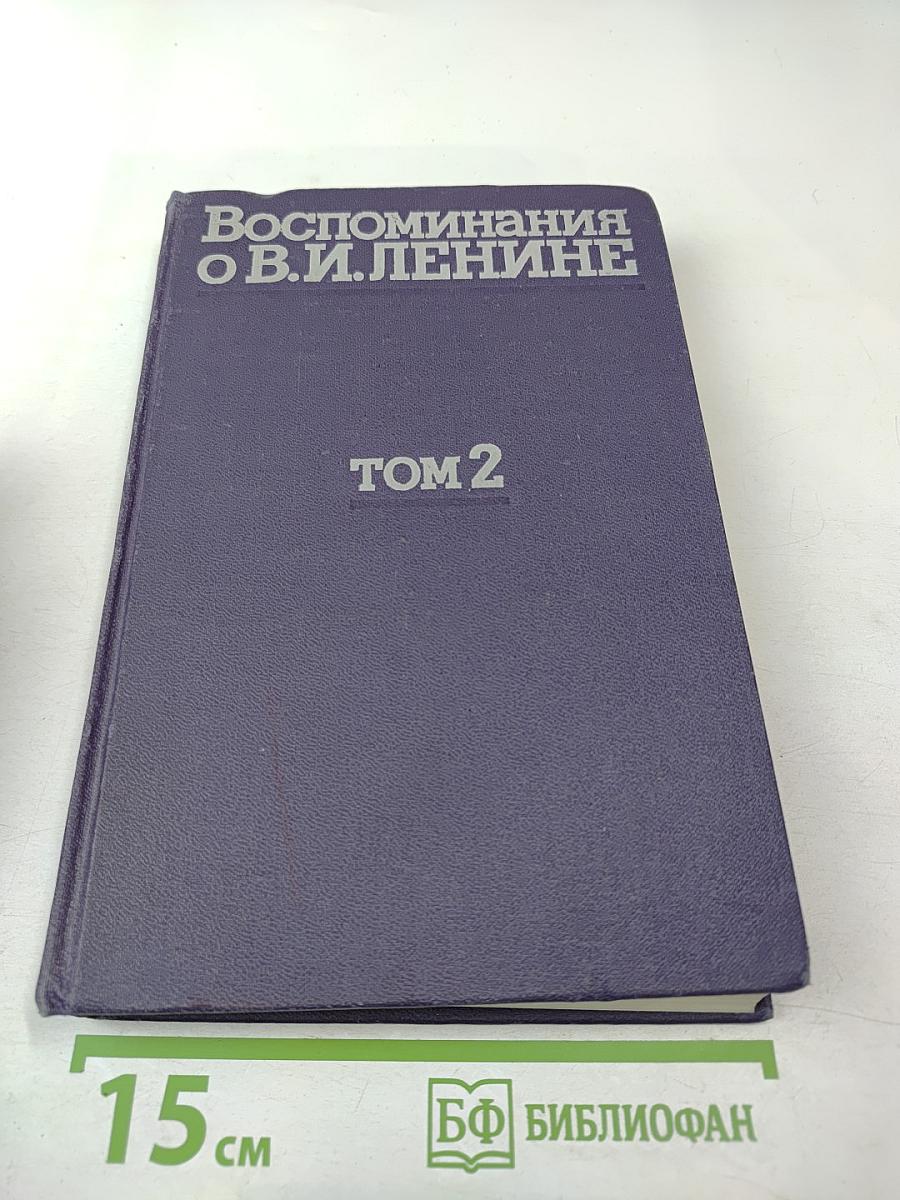 Воспоминания
о В.И.ЛЕНИНЕ
том 2
15 см
БФ БИБЛИОФАН